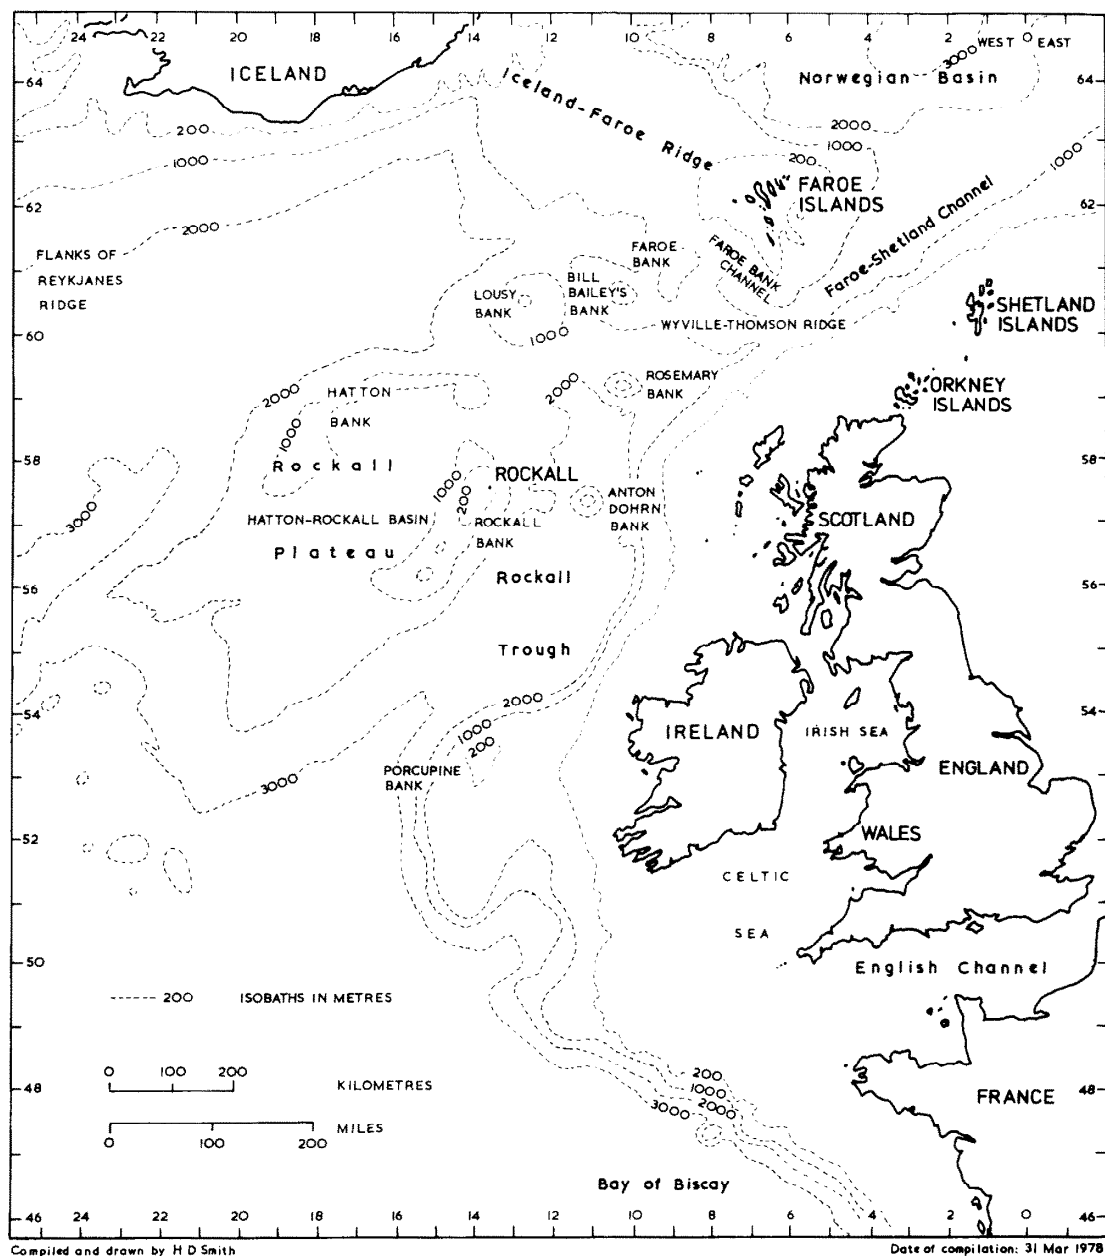 24 22 20 18 16 14 12 10 8 6 4 2 WEST 0 EAST
ICELAND
Iceland-Faroe Ridge
3000
Norwegian Basin
64
64
200
2000
1000
1000
200
1000
FAROE
ISLANDS
62
62
2000
Faroe-Shetland Channel
FLANKS OF
REYKJANES
RIDGE
FAROE
BANK
FAROE BANK
CHANNEL
LOUSY
BANK
BILL
BAILEY'S
BANK
SHETLAND
ISLANDS
60
1000
WYVILLE-THOMSON RIDGE
2000
HATTON
BANK
2000
ROSEMARY
BANK
ORKNEY
ISLANDS
1000
58
58
Rockall
ROCKALL
1000
200
3000
HATTON-ROCKALL BASIN
ROCKALL
BANK
ANTON
DOHRN
BANK
SCOTLAND
Plateau
Rockall
56
56
Trough
2000
54
54
1000
200
IRELAND
IRISH SEA
PORCUPINE
BANK
3000
ENGLAND
52
WALES
CELTIC
SEA
50
English Channel
200 ISOBATHS IN METRES
0 100 200
KILOMETRES
200
1000
2000
3000
48
48
FRANCE
MILES
0 100 200
Bay of Biscay
46
46
24 22 20 18 16 14 12 10 8 6 4 2 0
Compiled and drawn by H D Smith
Date of compilation: 31 Mar 1978